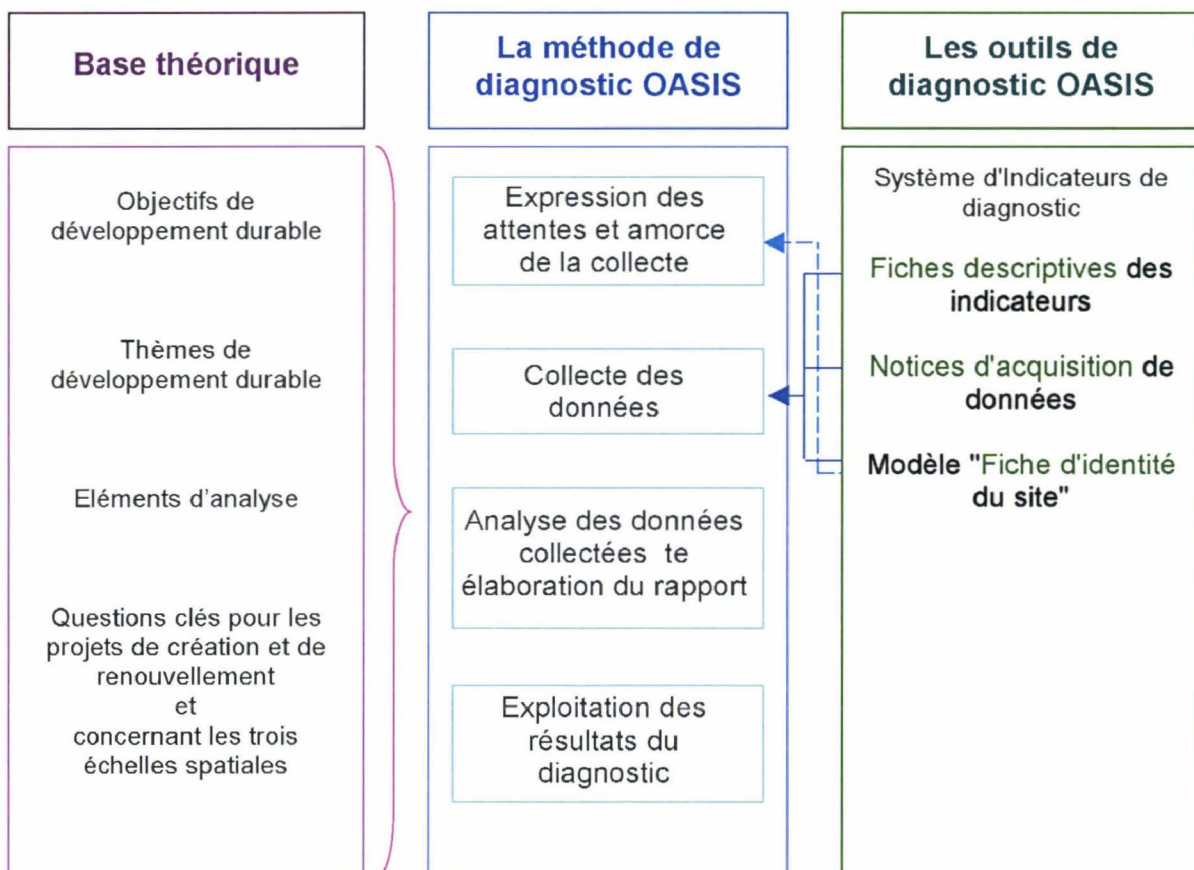 Base théorique
La méthode de
diagnostic OASIS
Les outils de
diagnostic OASIS
Objectifs de
développement durable
Thèmes de
développement durable
Eléments d'analyse
Questions clés pour les
projets de création et de
renouvellement
et
concernant les trois
échelles spatiales
Expression des
attentes et amorce
de la collecte
Collecte des
données
Analyse des données
collectées te
élaboration du rapport
Exploitation des
résultats du
diagnostic
Système d'Indicateurs de
diagnostic
Fiches descriptives des
indicateurs
Notices d'acquisition de
données
Modèle "Fiche d'identité
du site"